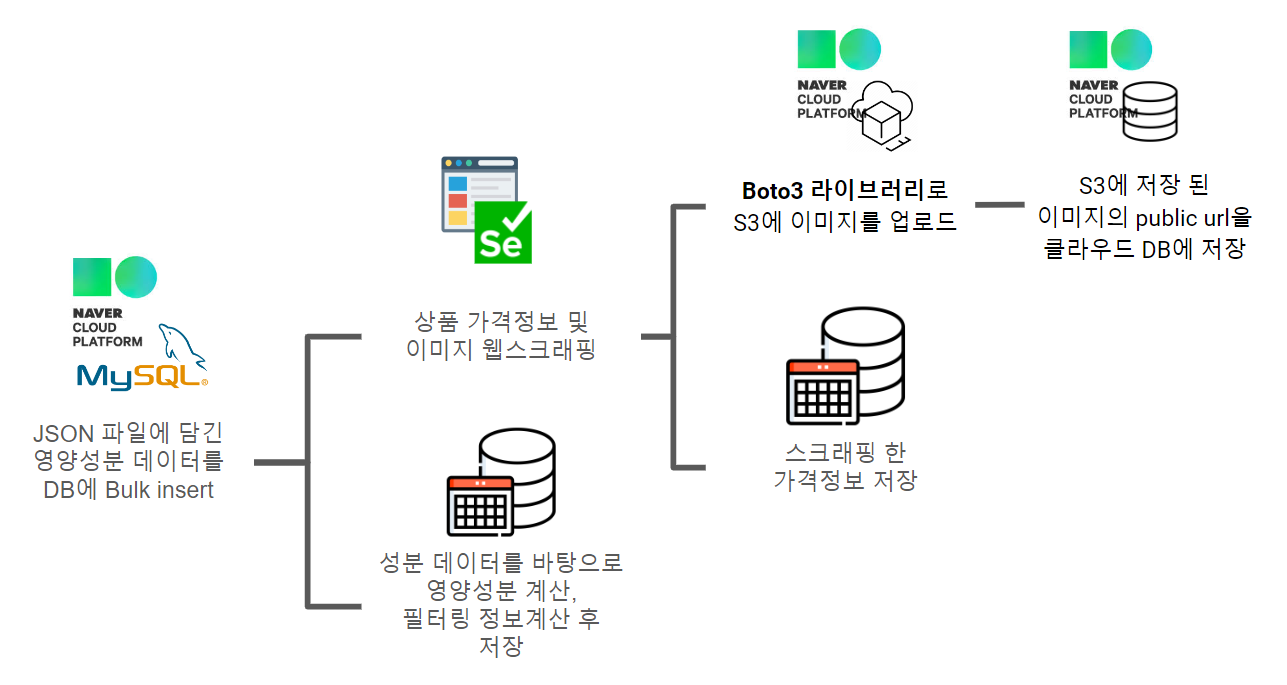 NAVER
CLOUD
PLATFORM
MySQL®
JSON 파일에 담긴
영양성분 데이터를
DB에 Bulk insert
Se
상품 가격정보 및
이미지 웹스크래핑
성분 데이터를 바탕으로
영양성분 계산,
필터링 정보계산 후
저장
NAVER
CLOUD
PLATFORM
Boto3 라이브러리로
S3에 이미지를 업로드
스크래핑 한
가격정보 저장
NAVER
CLOUD
PLATFORM
S3에 저장 된
이미지의 public url을
클라우드 DB에 저장